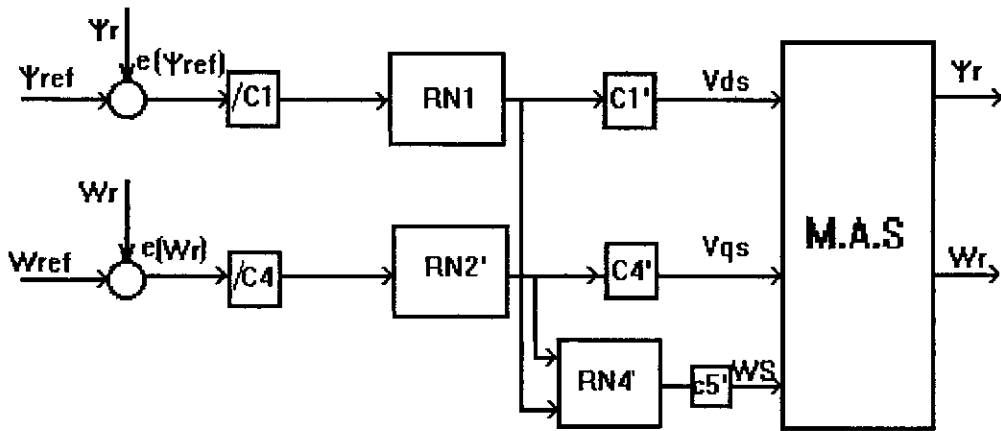 Ψr
Ψref
e(Ψref)
/C1
RN1
C1'
Vds
Ψr
Wr
Wref
e(Wr)
/C4
RN2'
C4'
Vqs
M.A.S
Wr
RN4'
c5'
WS